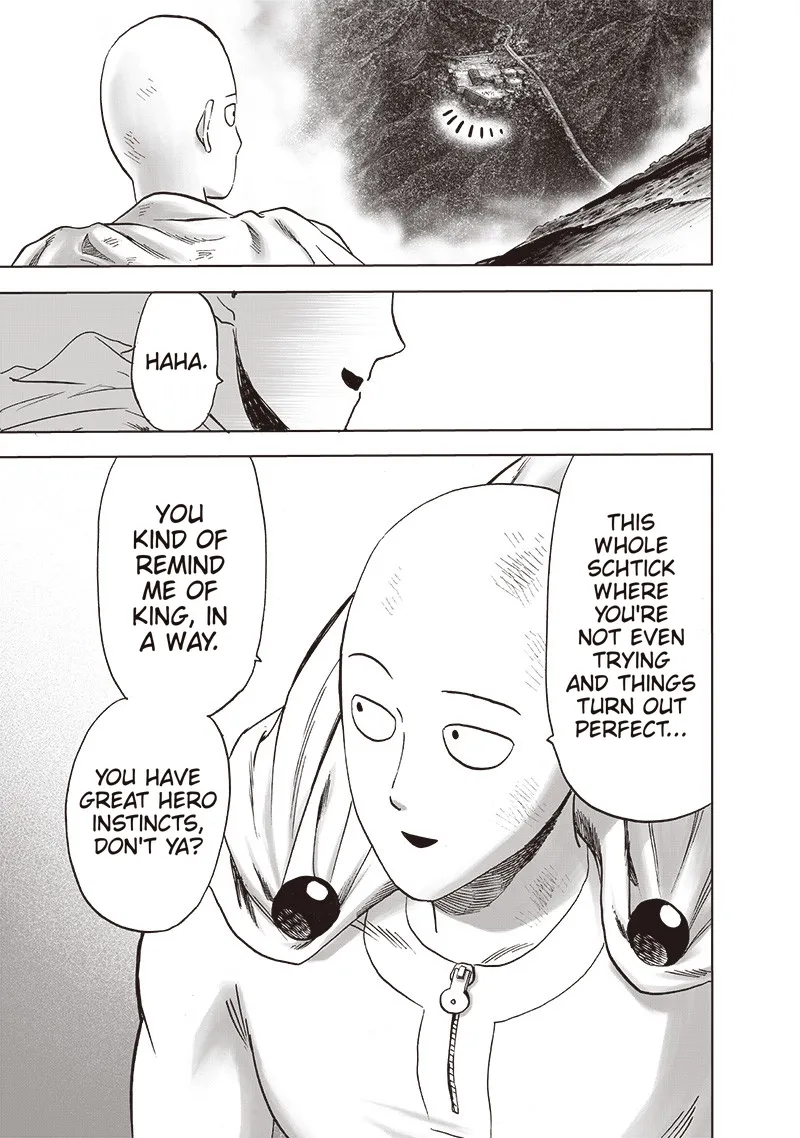 HAHA.
THIS
WHOLE
SCHTICK
WHERE
YOU'RE
NOT EVEN
TRYING
AND THINGS
TURN OUT
PERFECT...
YOU
KIND OF
REMIND
ME OF
KING, IN
A WAY.
YOU HAVE
GREAT HERO
INSTINCTS,
DON'T YA?